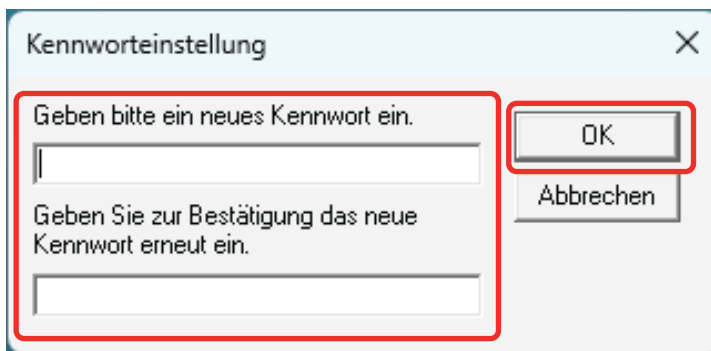 Kennworteinstellung
Geben bitte ein neues Kennwort ein.
OK
Abbrechen
Geben Sie zur Bestätigung das neue
Kennwort erneut ein.